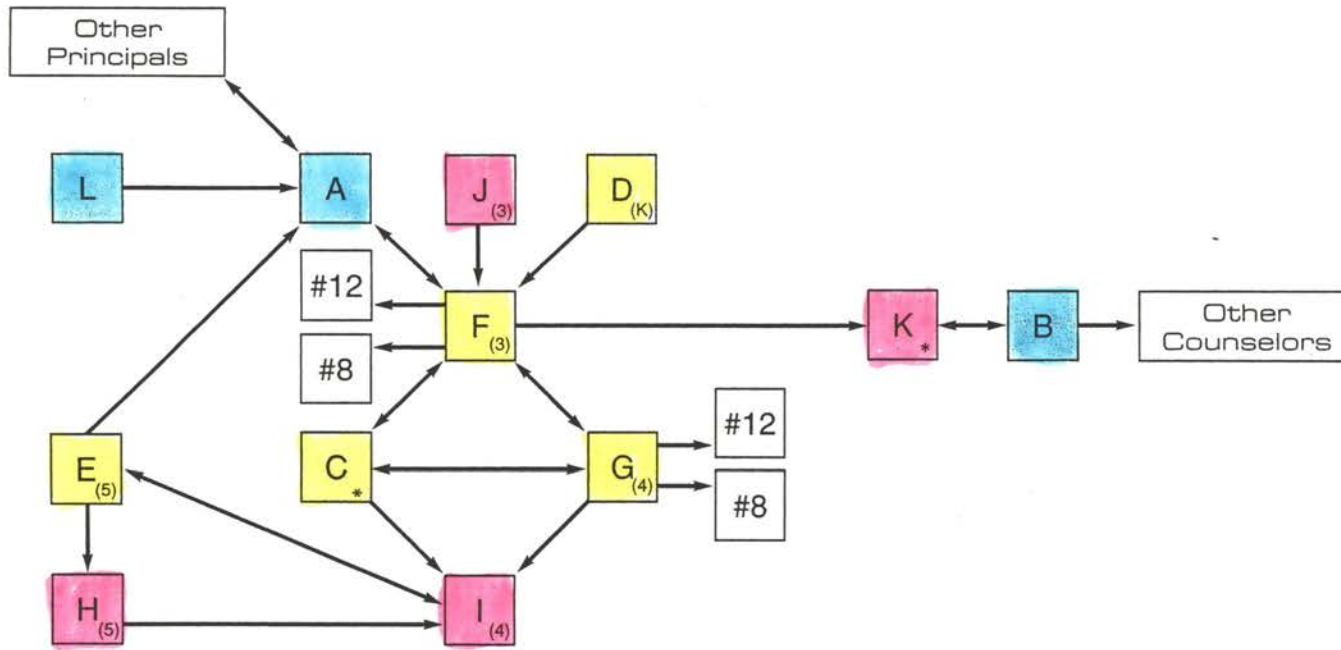 Other
Principals
L
A
J
(3)
D
(K)
#12
F
(3)
K
*
B
Other
Counselors
#8
E
(5)
C
*
G
(4)
#12
#8
H
(5)
I
(4)